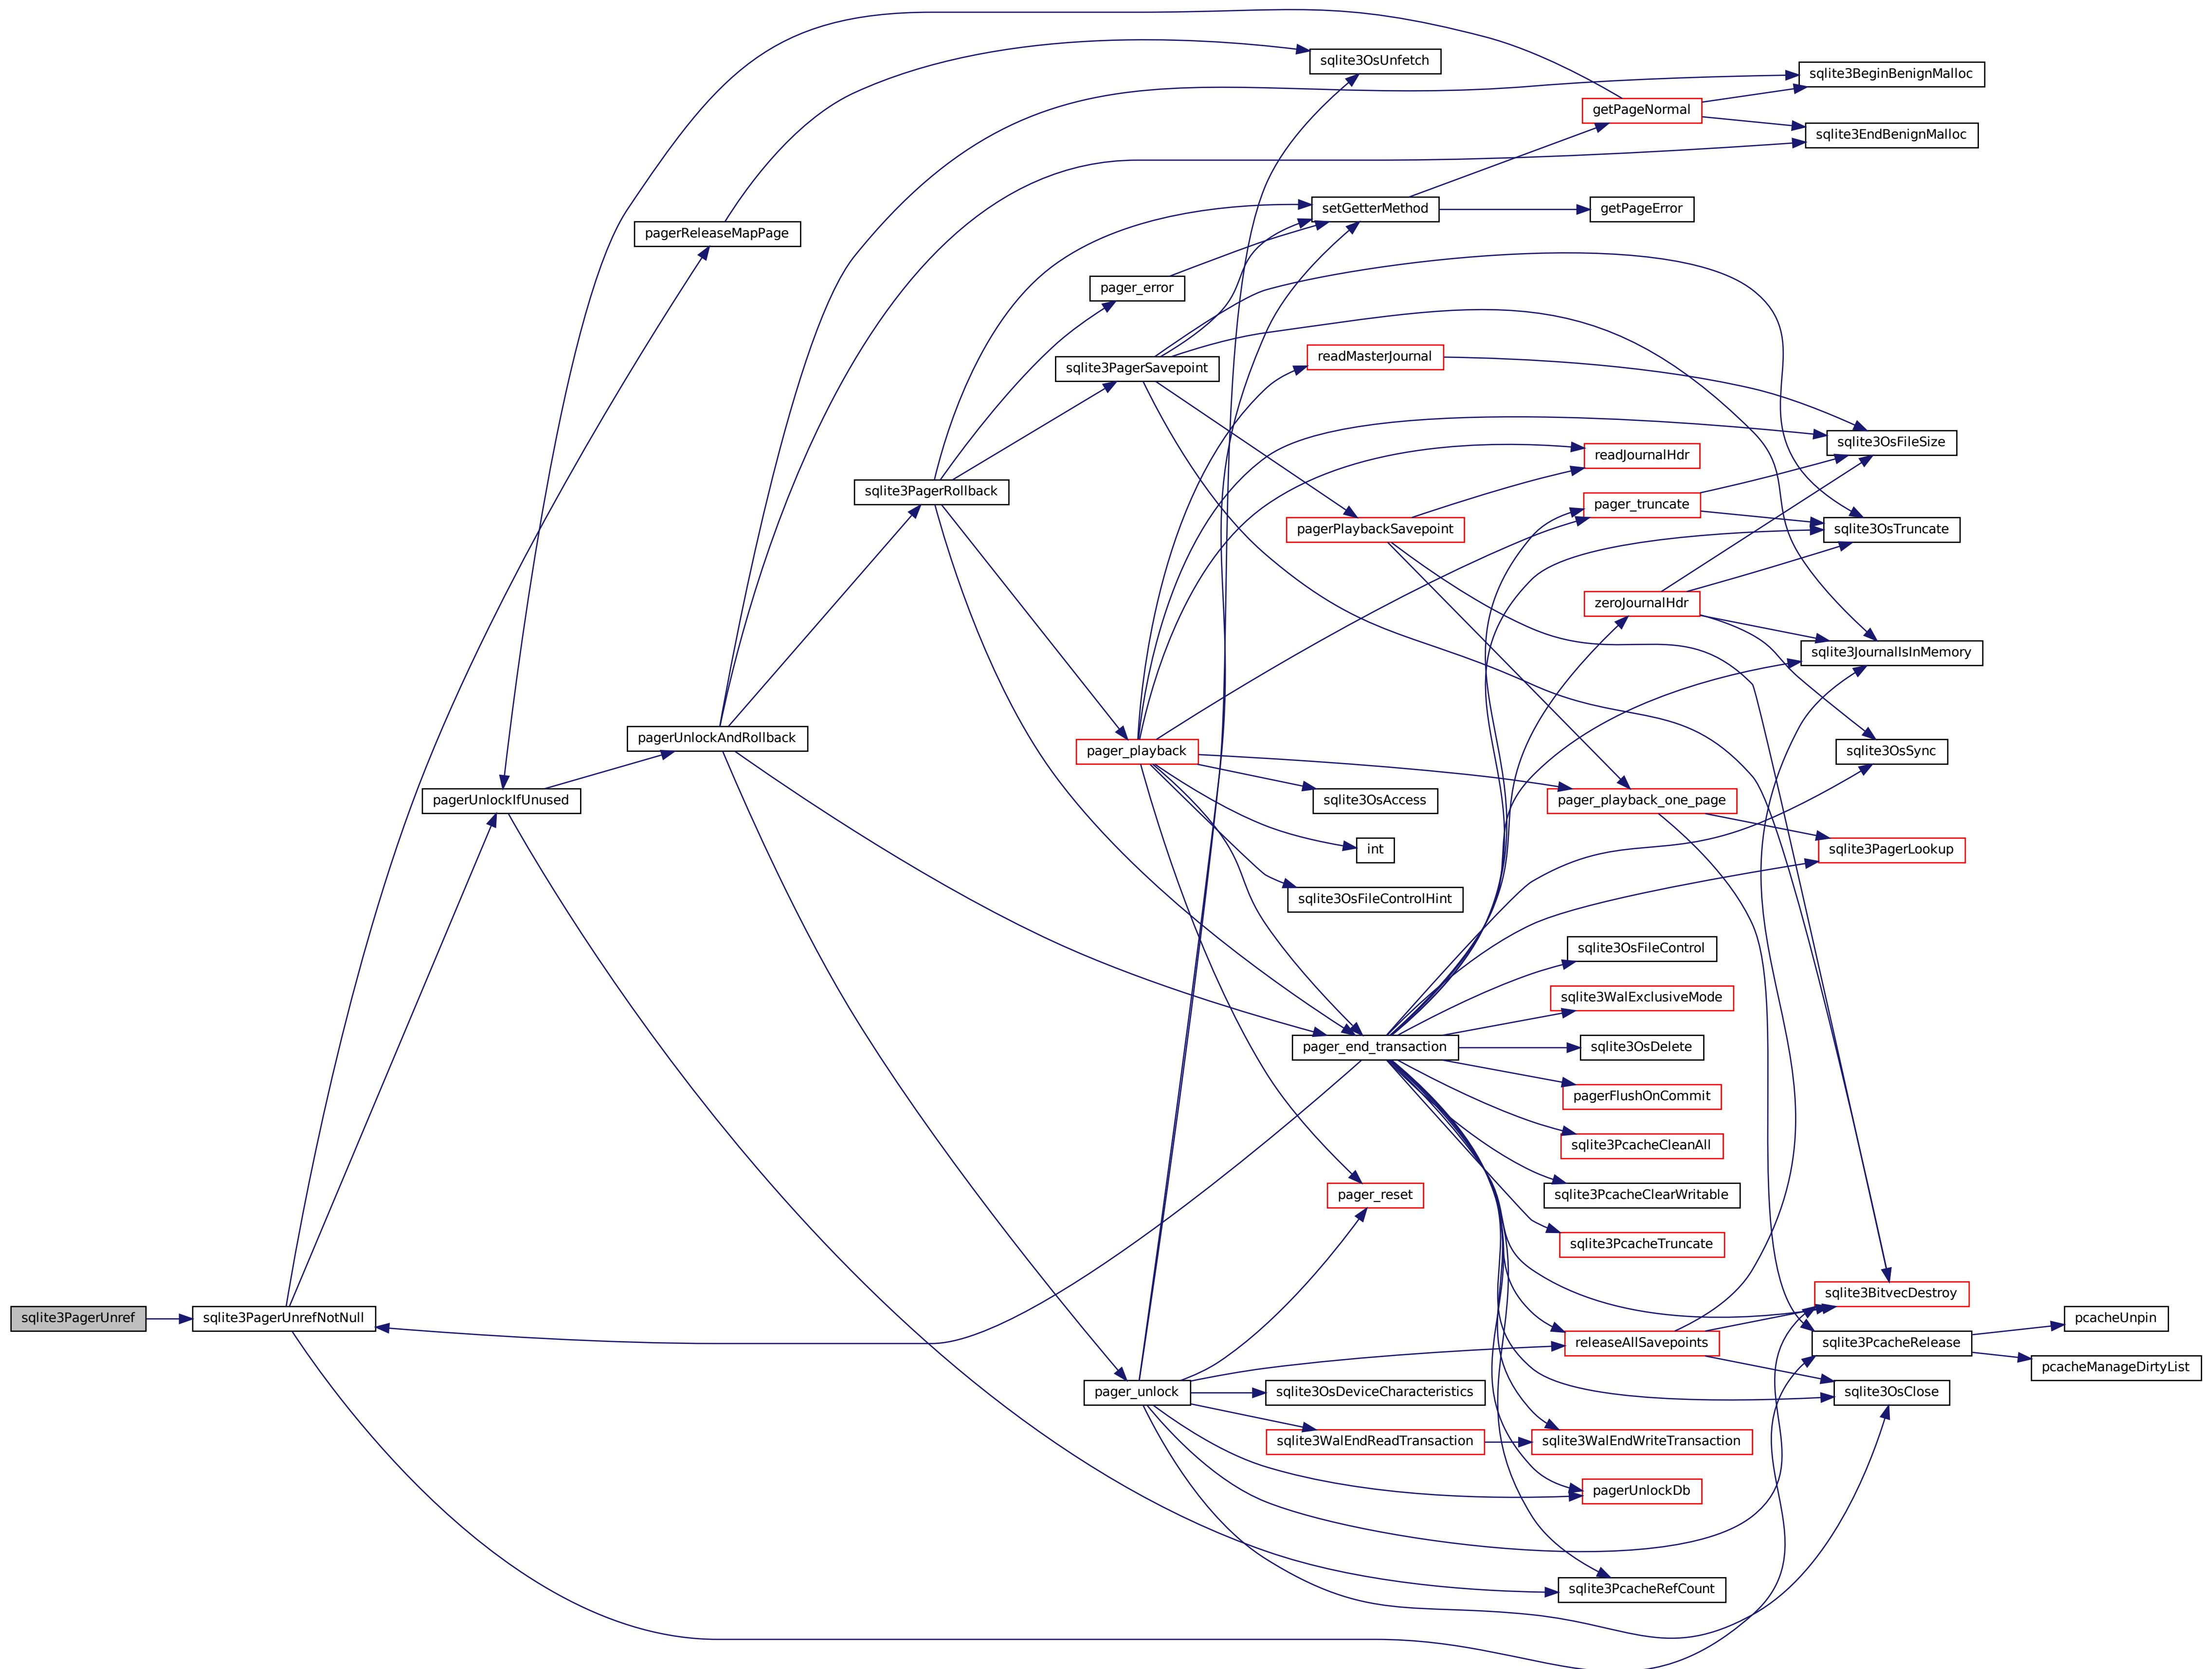 sqlite3OsUnfetch
sqlite3BeginBenignMalloc
getPageNormal
sqlite3EndBenignMalloc
setGetterMethod
getPageError
pagerReleaseMapPage
pager_error
readMasterJournal
sqlite3PagerSavepoint
sqlite3OsFileSize
readJournalHdr
sqlite3PagerRollback
pager_truncate
pagerPlaybackSavepoint
sqlite3OsTruncate
zeroJournalHdr
sqlite3JournalIsInMemory
pagerUnlockAndRollback
pager_playback
sqlite3OsSync
pagerUnlockIfUnused
sqlite3OsAccess
pager_playback_one_page
int
sqlite3PagerLookup
sqlite3OsFileControlHint
sqlite3OsFileControl
sqlite3WalExclusiveMode
pager_end_transaction
sqlite3OsDelete
pagerFlushOnCommit
sqlite3PcacheCleanAll
pager_reset
sqlite3PcacheClearWritable
sqlite3PcacheTruncate
sqlite3BitvecDestroy
sqlite3PagerUnref
sqlite3PagerUnrefNotNull
pcacheUnpin
releaseAllSavepoints
sqlite3PcacheRelease
pcacheManageDirtyList
pager_unlock
sqlite3OsDeviceCharacteristics
sqlite3OsClose
sqlite3WalEndReadTransaction
sqlite3WalEndWriteTransaction
pagerUnlockDb
sqlite3PcacheRefCount